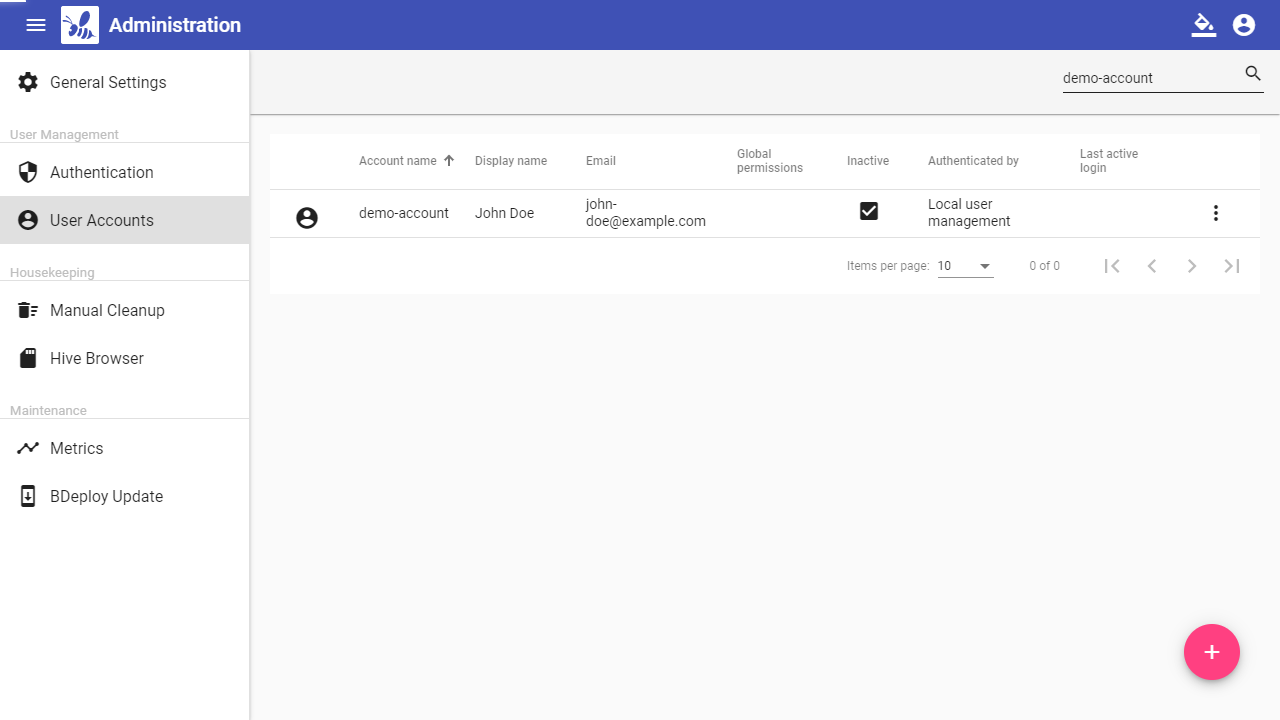 Administration
General Settings
User Management
Authentication
User Accounts
Housekeeping
Manual Cleanup
Hive Browser
Maintenance
Metrics
BDeploy Update
demo-account
Account name
Display name
Email
Global
permissions
Inactive
Authenticated by
Last active
login
demo-account
John Doe
john-
doe@example.com
Local user
management
Items per page:
10
0 of 0